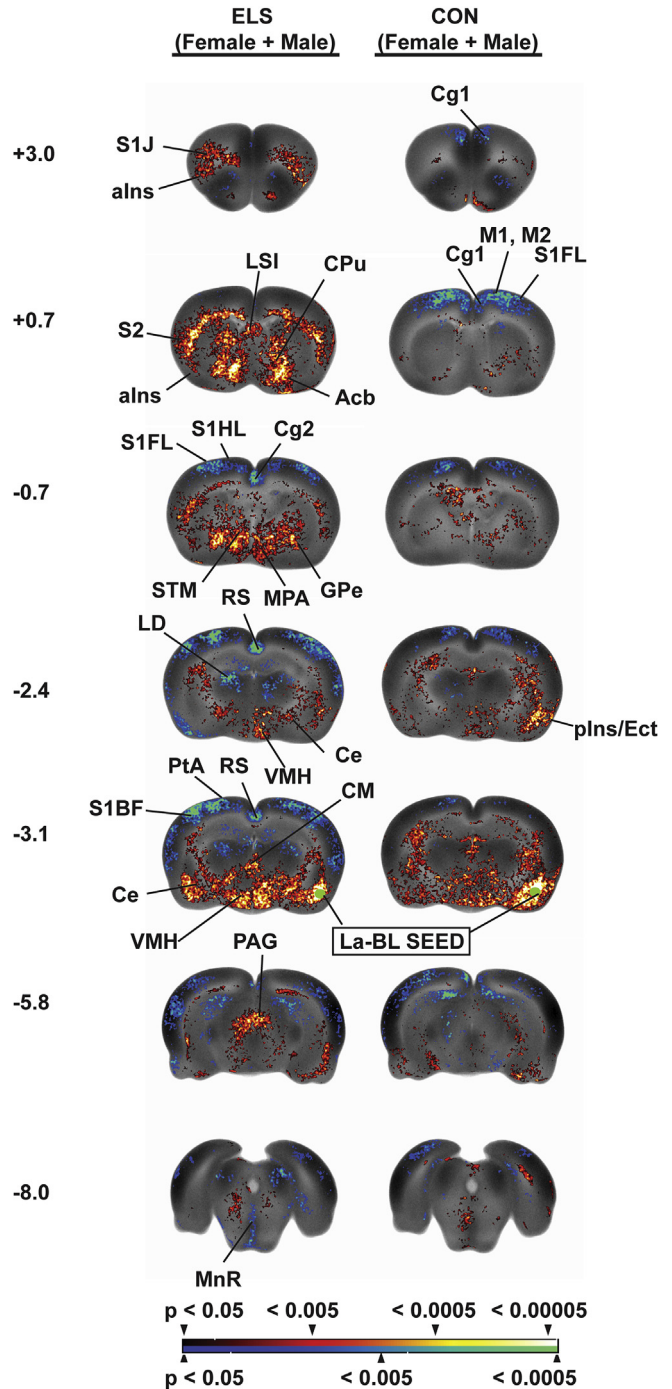 ELS CON
(Female + Male) (Female + Male)
Cg1
+3.0 S1J
aIns
M1, M2
LSI CPu Cg1 S1FL
+0.7
S2
aIns Acb
S1FL S1HL Cg2
-0.7
STM MPA GPe
RS
LD
-2.4
pIns/Ect
Ce
VMH
PtA RS CM
S1BF
-3.1
Ce
VMH La-BL SEED
PAG
-5.8
-8.0
MnR
p < 0.05 < 0.005 < 0.0005 < 0.00005
p < 0.05 < 0.005 < 0.0005